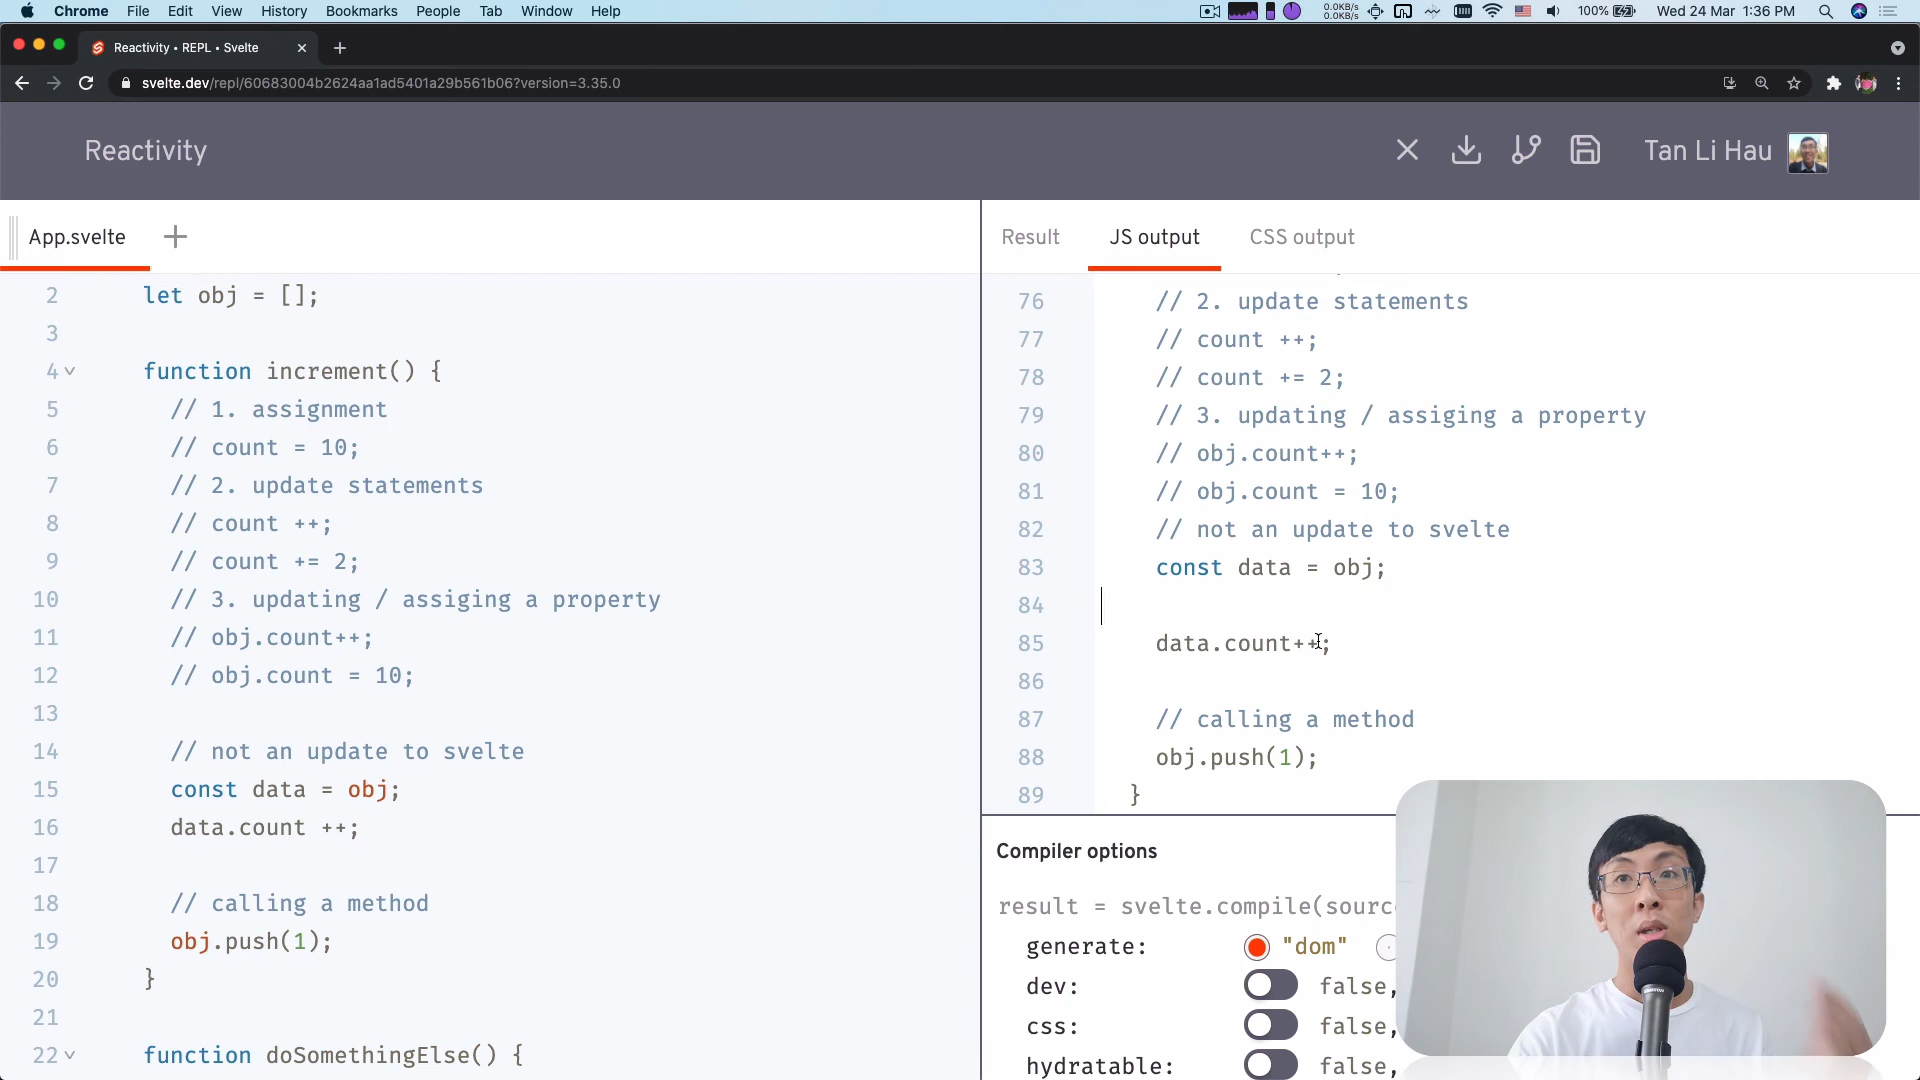 Chrome File Edit View History Bookmarks People Tab Window Help
0.0KB/s
0.0KB/s
100%
Wed 24 Mar 1:36 PM
Reactivity • REPL • Svelte
svelte.dev/repl/60683004b2624aa1ad5401a29b561b06?version=3.35.0
Reactivity
Tan Li Hau
App.svelte
2 let obj = [];
3
4 function increment() {
5 // 1. assignment
6 // count = 10;
7 // 2. update statements
8 // count ++;
9 // count += 2;
10 // 3. updating / assiging a property
11 // obj.count++;
12 // obj.count = 10;
13
14 // not an update to svelte
15 const data = obj;
16 data.count ++;
17
18 // calling a method
19 obj.push(1);
20 }
21
22 function doSomethingElse() {
Result JS output CSS output
76 // 2. update statements
77 // count ++;
78 // count += 2;
79 // 3. updating / assiging a property
80 // obj.count++;
81 // obj.count = 10;
82 // not an update to svelte
83 const data = obj;
84
85 data.count++;
86
87 // calling a method
88 obj.push(1);
89 }
Compiler options
result = svelte.compile(sourc
generate: "dom"
dev: false,
css: false,
hydratable: false,